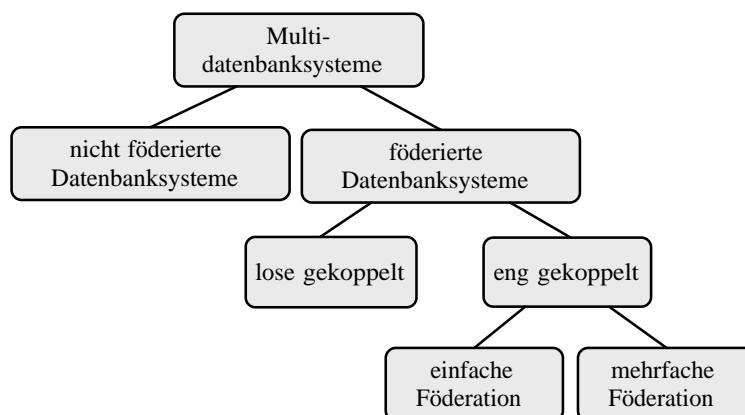 Multi-
datenbanksysteme
nicht föderierte
Datenbanksysteme
föderierte
Datenbanksysteme
lose gekoppelt
eng gekoppelt
einfache
Föderation
mehrfache
Föderation